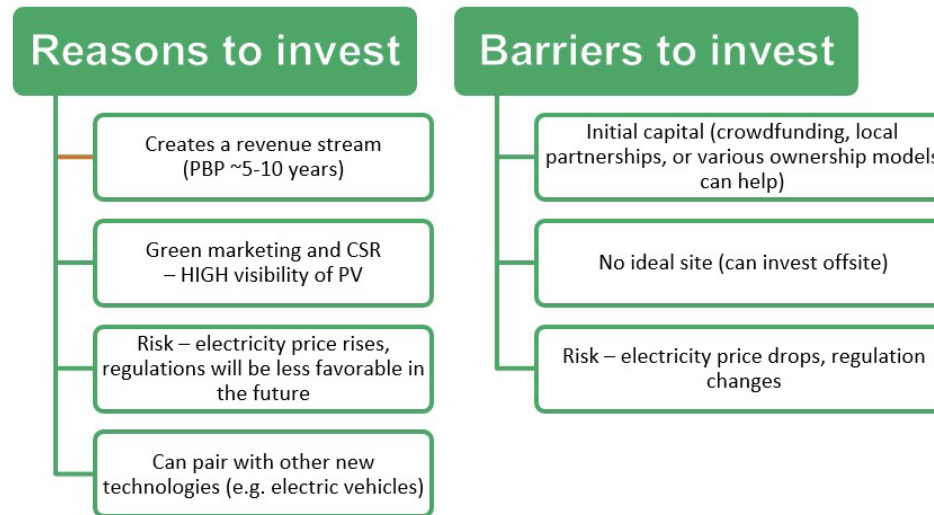 Reasons to invest
Creates a revenue stream
(PBP ~5-10 years)
Green marketing and CSR
– HIGH visibility of PV
Risk – electricity price rises,
regulations will be less favorable in
the future
Can pair with other new
technologies (e.g. electric vehicles)
Barriers to invest
Initial capital (crowdfunding, local
partnerships, or various ownership models
can help)
No ideal site (can invest offsite)
Risk – electricity price drops, regulation
changes